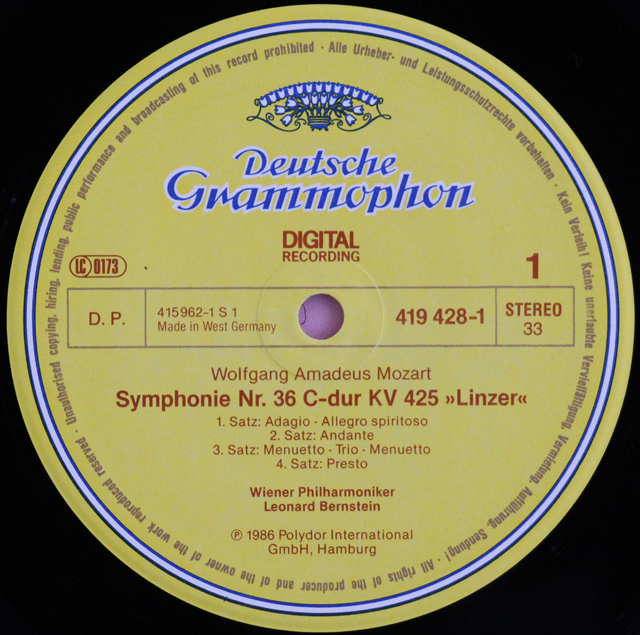 Unauthorised copying, hiring, lending, public performance and broadcasting of this record prohibited · Alle Urheber- und Leistungsschutzrechte vorbehalten · Kein Verleih! Keine unerlaubte Vervielfältigung, Vermietung, Aufführung, Sendung! · All rights of the producer and of the owner of the work reproduced reserved ·
Deutsche
Grammophon
DIGITAL
RECORDING
LC 0173
1
D. P.
415962-1 S 1
Made in West Germany
419 428-1
STEREO
33
Wolfgang Amadeus Mozart
Symphonie Nr. 36 C-dur KV 425 »Linzer«
1. Satz: Adagio - Allegro spiritoso
2. Satz: Andante
3. Satz: Menuetto - Trio - Menuetto
4. Satz: Presto
Wiener Philharmoniker
Leonard Bernstein
℗ 1986 Polydor International
GmbH, Hamburg